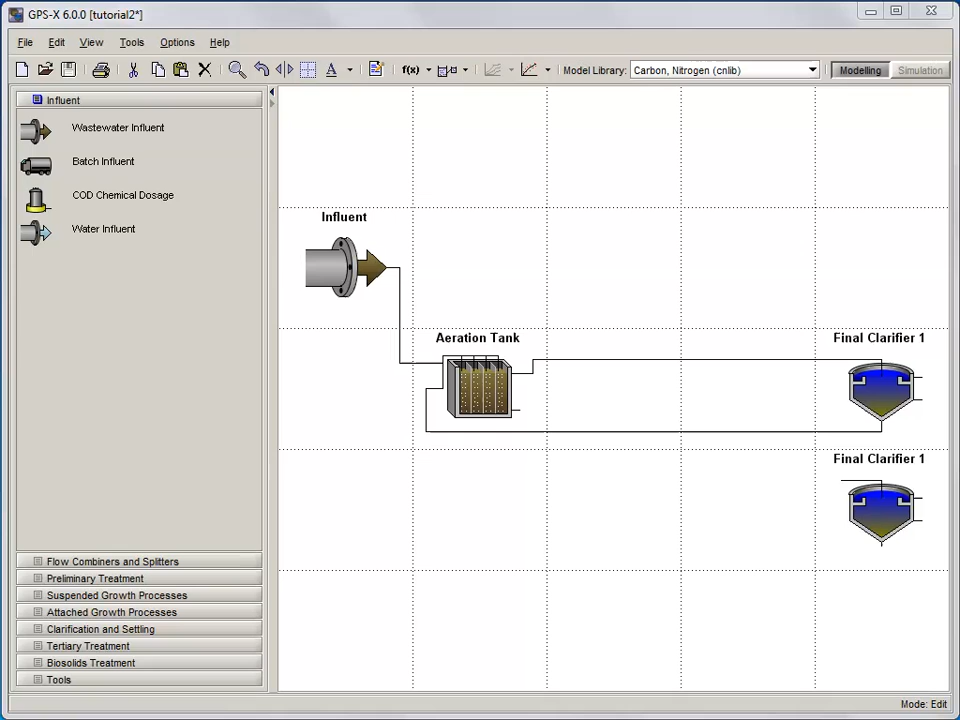 GPS-X 6.0.0 [tutorial2*]
File Edit View Tools Options Help
A f(x) Model Library: Carbon, Nitrogen (cnlib) Modelling Simulation
Influent
Wastewater Influent
Batch Influent
COD Chemical Dosage
Water Influent
Flow Combiners and Splitters
Preliminary Treatment
Suspended Growth Processes
Attached Growth Processes
Clarification and Settling
Tertiary Treatment
Biosolids Treatment
Tools
Influent
Aeration Tank
Final Clarifier 1
Final Clarifier 1
Mode: Edit